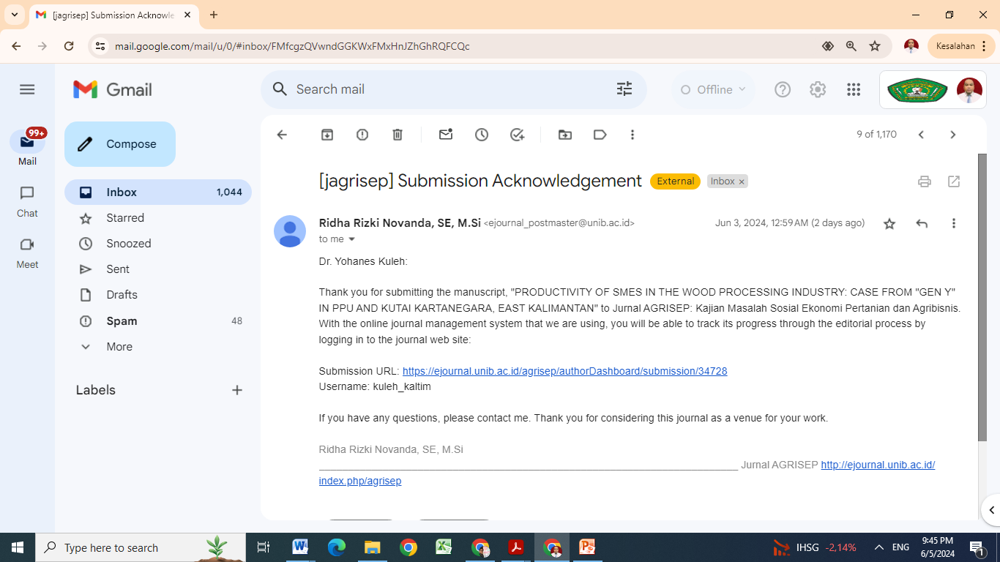 [jagrisep] Submission Acknowle
mail.google.com/mail/u/0/#inbox/FMfcgzQVwndGGKWxFMxHnJZhGhRQFCQc
Kesalahan
Gmail
Search mail
Offline
99+
Mail
Chat
Meet
Compose
Inbox 1,044
Starred
Snoozed
Sent
Drafts
Spam 48
More
Labels
9 of 1,170
[jagrisep] Submission Acknowledgement External Inbox ×
Ridha Rizki Novanda, SE, M.Si <ejournal_postmaster@unib.ac.id> Jun 3, 2024, 12:59 AM (2 days ago)
to me
Dr. Yohanes Kuleh:
Thank you for submitting the manuscript, "PRODUCTIVITY OF SMES IN THE WOOD PROCESSING INDUSTRY: CASE FROM "GEN Y"
IN PPU AND KUTAI KARTANEGARA, EAST KALIMANTAN" to Jurnal AGRISEP: Kajian Masalah Sosial Ekonomi Pertanian dan Agribisnis.
With the online journal management system that we are using, you will be able to track its progress through the editorial process by
logging in to the journal web site:
Submission URL: https://ejournal.unib.ac.id/agrisep/authorDashboard/submission/34728
Username: kuleh_kaltim
If you have any questions, please contact me. Thank you for considering this journal as a venue for your work.
Ridha Rizki Novanda, SE, M.Si
________________________________________________________________________ Jurnal AGRISEP http://ejournal.unib.ac.id/
index.php/agrisep
Type here to search
IHSG -2,14%
ENG
9:45 PM
6/5/2024
1